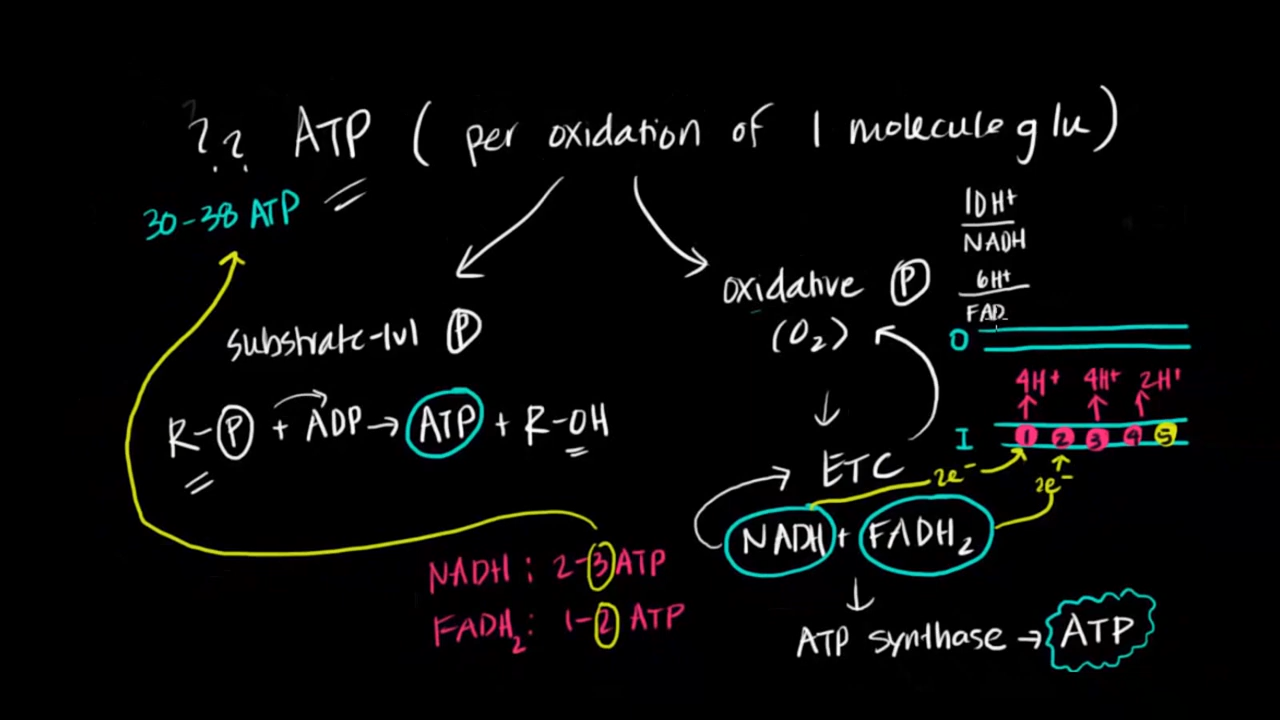 ?? ATP ( per oxidation of 1 molecule glu)
30-38 ATP
substrate-lvl P
R-P + ADP → ATP + R-OH
NADH : 2-3 ATP
FADH2: 1-2 ATP
oxidative P
(O2)
ETC
NADH + FADH2
ATP synthase → ATP
10H+
NADH
6H+
FAD
O
4H+ 4H+ 2H+
I 1 2 3 4 5
2e-
2e-